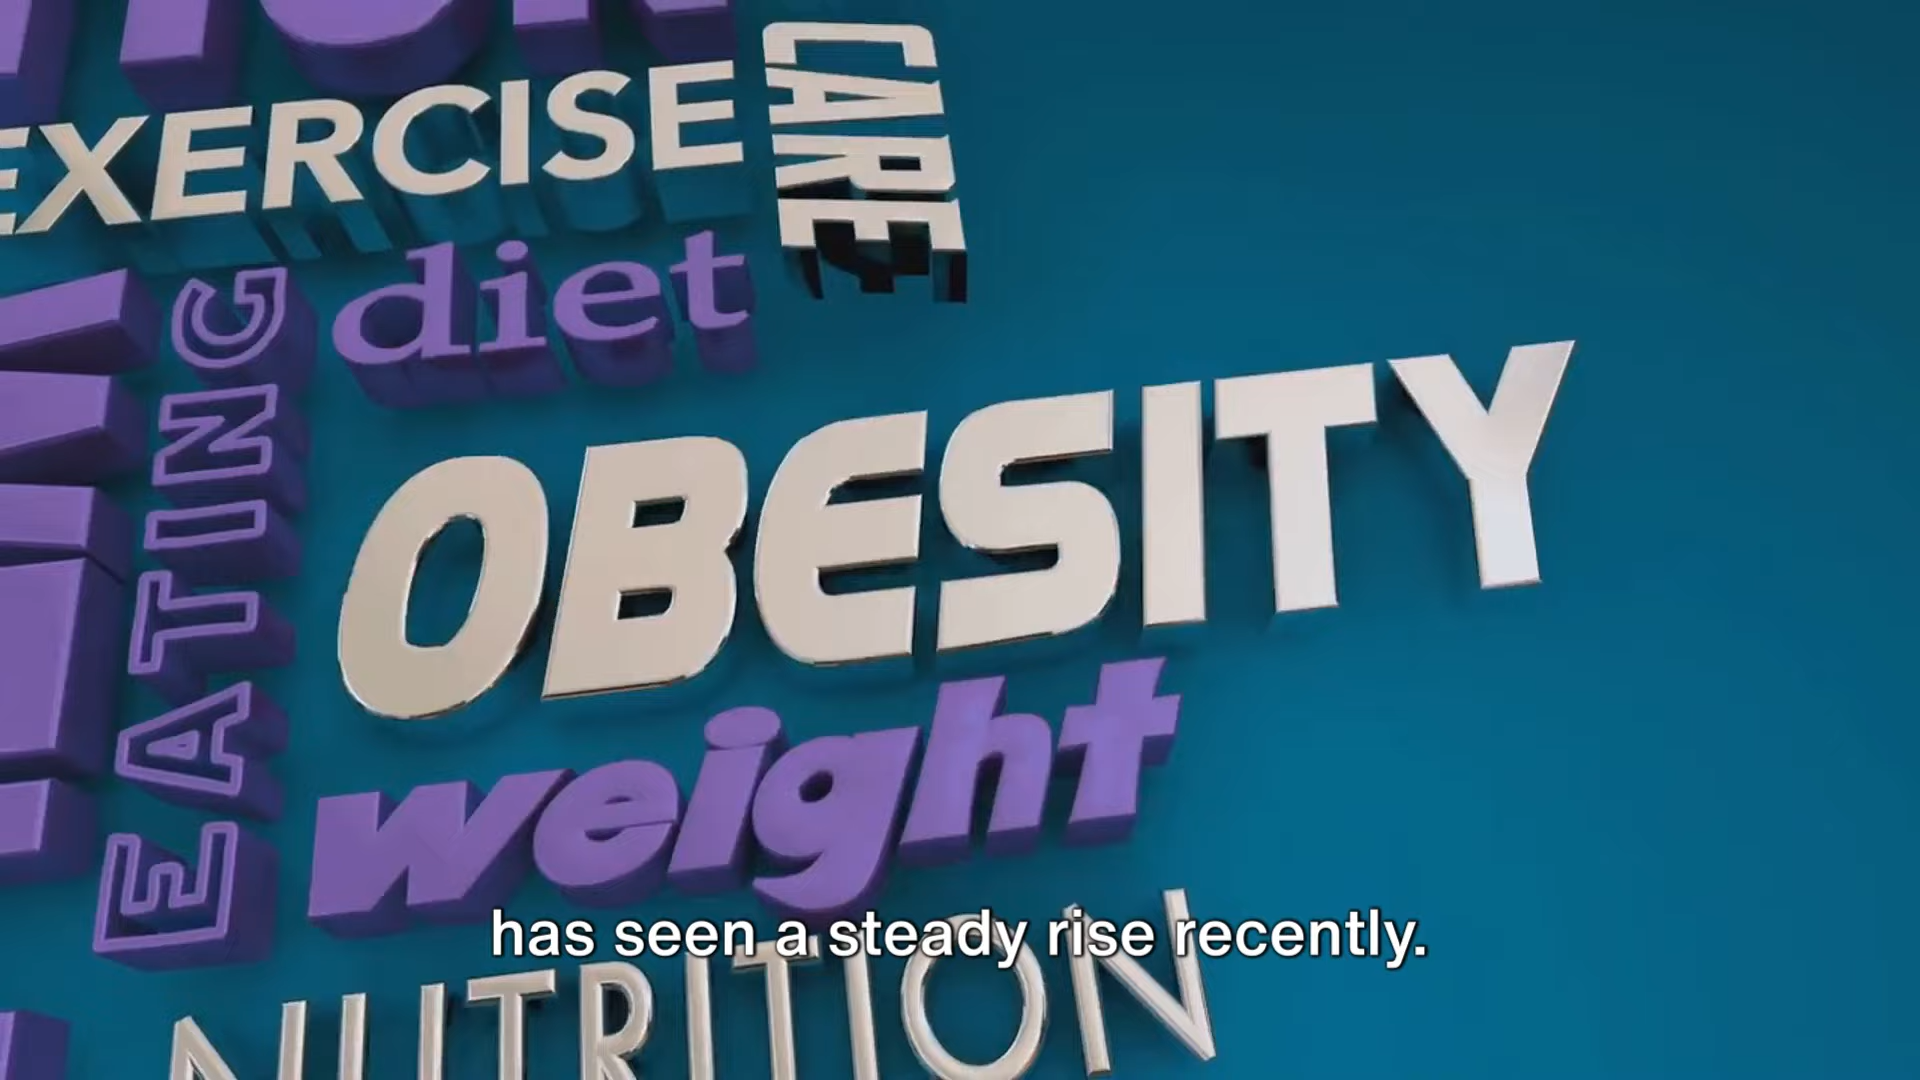 EXERCISE
CARE
diet
EATING
OBESITY
weight
has seen a steady rise recently.
NUTRITION